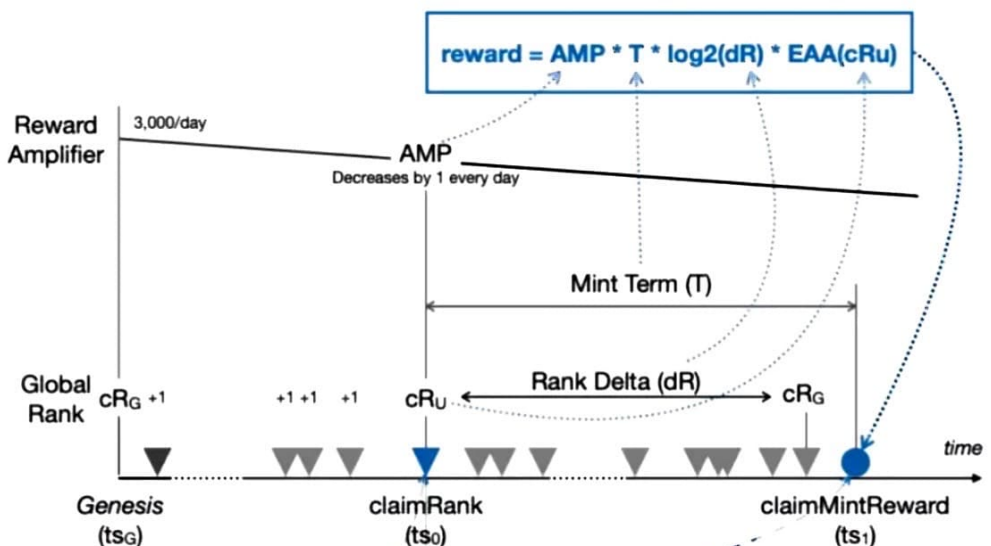 reward = AMP * T * log2(dR) * EAA(cRu)
Reward
Amplifier
3,000/day
AMP
Decreases by 1 every day
Mint Term (T)
Global
Rank
cRG +1
+1 +1
+1
cRU
Rank Delta (dR)
cRG
time
Genesis
(tsG)
claimRank
(ts0)
claimMintReward
(ts1)